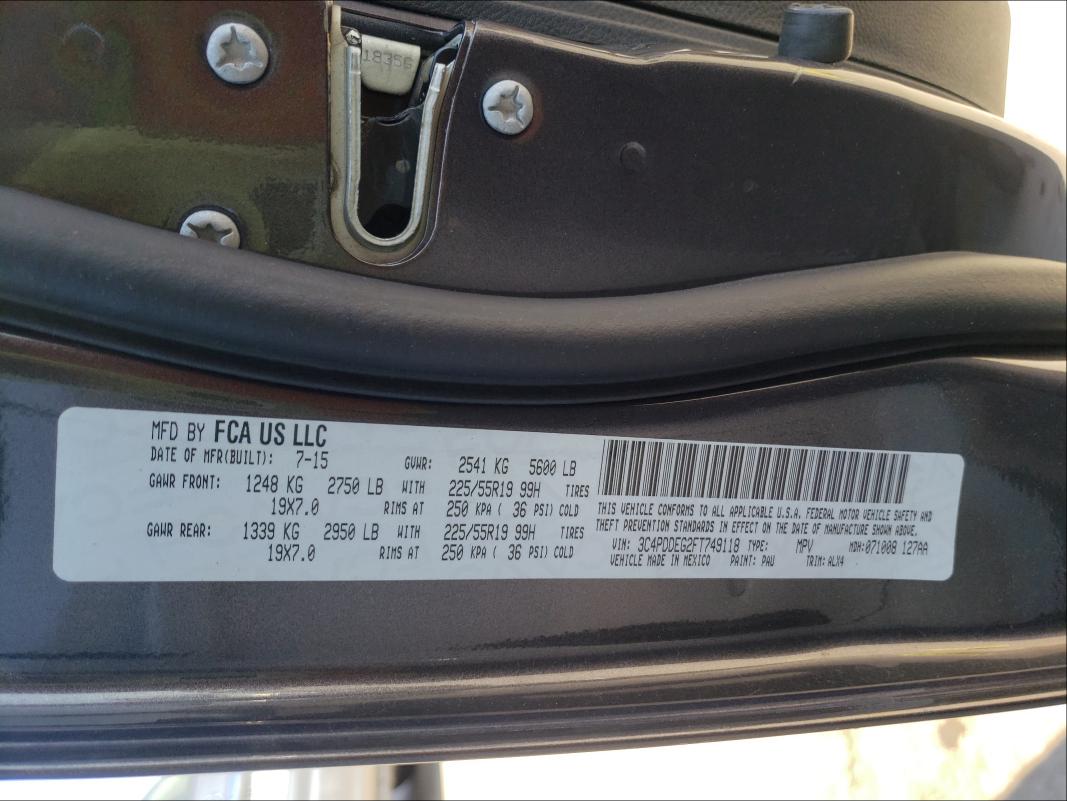 1835G
MFD BY FCA US LLC
DATE OF MFR(BUILT): 7-15 GVWR: 2541 KG 5600 LB
GAWR FRONT: 1248 KG 2750 LB WITH 225/55R19 99H TIRES
19X7.0 RIMS AT 250 KPA ( 36 PSI) COLD
GAWR REAR: 1339 KG 2950 LB WITH 225/55R19 99H TIRES
19X7.0 RIMS AT 250 KPA ( 36 PSI) COLD
THIS VEHICLE CONFORMS TO ALL APPLICABLE U.S.A. FEDERAL MOTOR VEHICLE SAFETY AND
THEFT PREVENTION STANDARDS IN EFFECT ON THE DATE OF MANUFACTURE SHOWN ABOVE.
VIN: 3C4PDDEG2FT749118 TYPE: MPV MDH: 071008 127AA
VEHICLE MADE IN MEXICO PAINT: PAU TRIM: ALX4